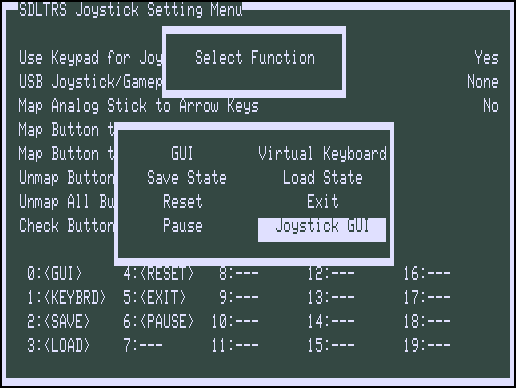 SDLTRS Joystick Setting Menu
Select Function
Use Keypad for Joy Yes
USB Joystick/Gamep None
Map Analog Stick to Arrow Keys No
Map Button t
Map Button t GUI Virtual Keyboard
Unmap Button Save State Load State
Unmap All Bu Reset Exit
Check Button Pause Joystick GUI
0:<GUI> 4:<RESET> 8:--- 12:--- 16:---
1:<KEYBRD> 5:<EXIT> 9:--- 13:--- 17:---
2:<SAVE> 6:<PAUSE> 10:--- 14:--- 18:---
3:<LOAD> 7:--- 11:--- 15:--- 19:---